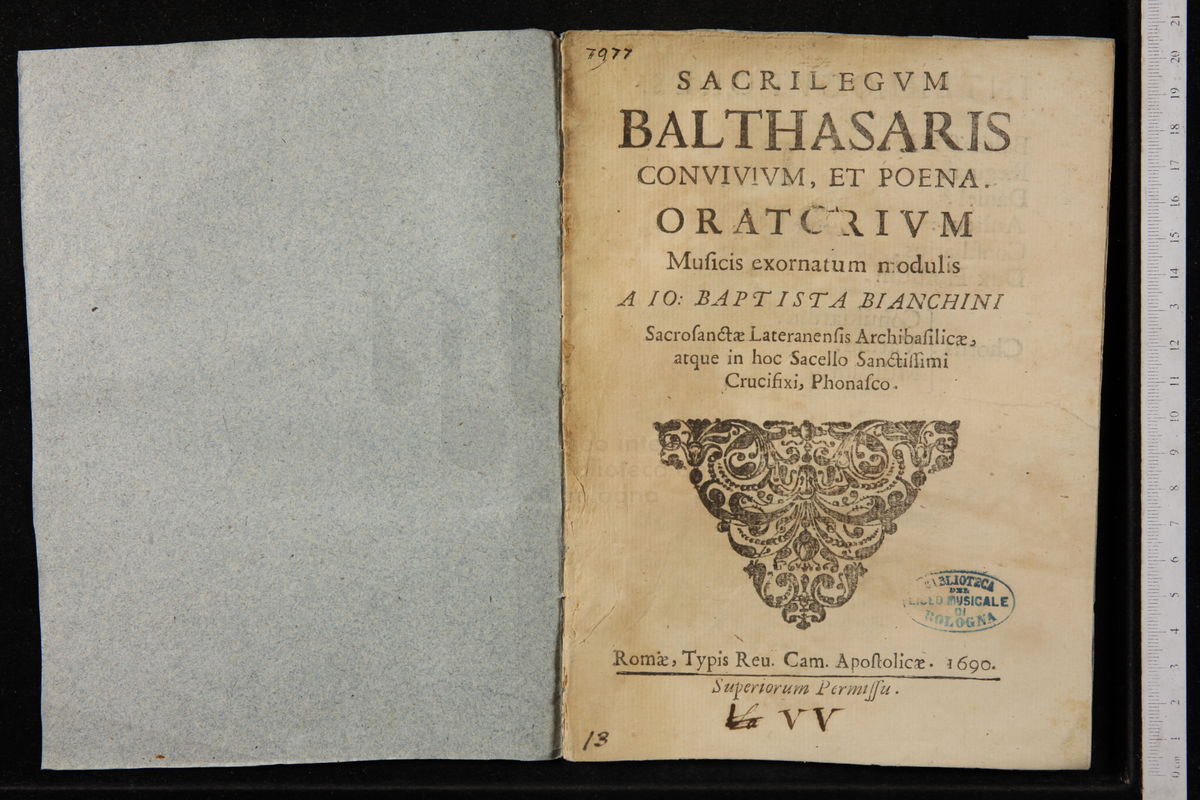 7977
SACRILEGVM
BALTHASARIS
CONVIVIVM, ET POENA.
ORATORIVM
Muſicis exornatum modulis
A IO: BAPTISTA BIANCHINI
Sacroſanctæ Lateranenſis Archibaſilicæ,
atque in hoc Sacello Sanctiſſimi
Crucifixi, Phonaſco.
BIBLIOTECA
DEL
LICEO MUSICALE
DI
BOLOGNA
Romæ, Typis Reu. Cam. Apoſtolicæ. 1690.
Superiorum Permiſſu.
VV
13